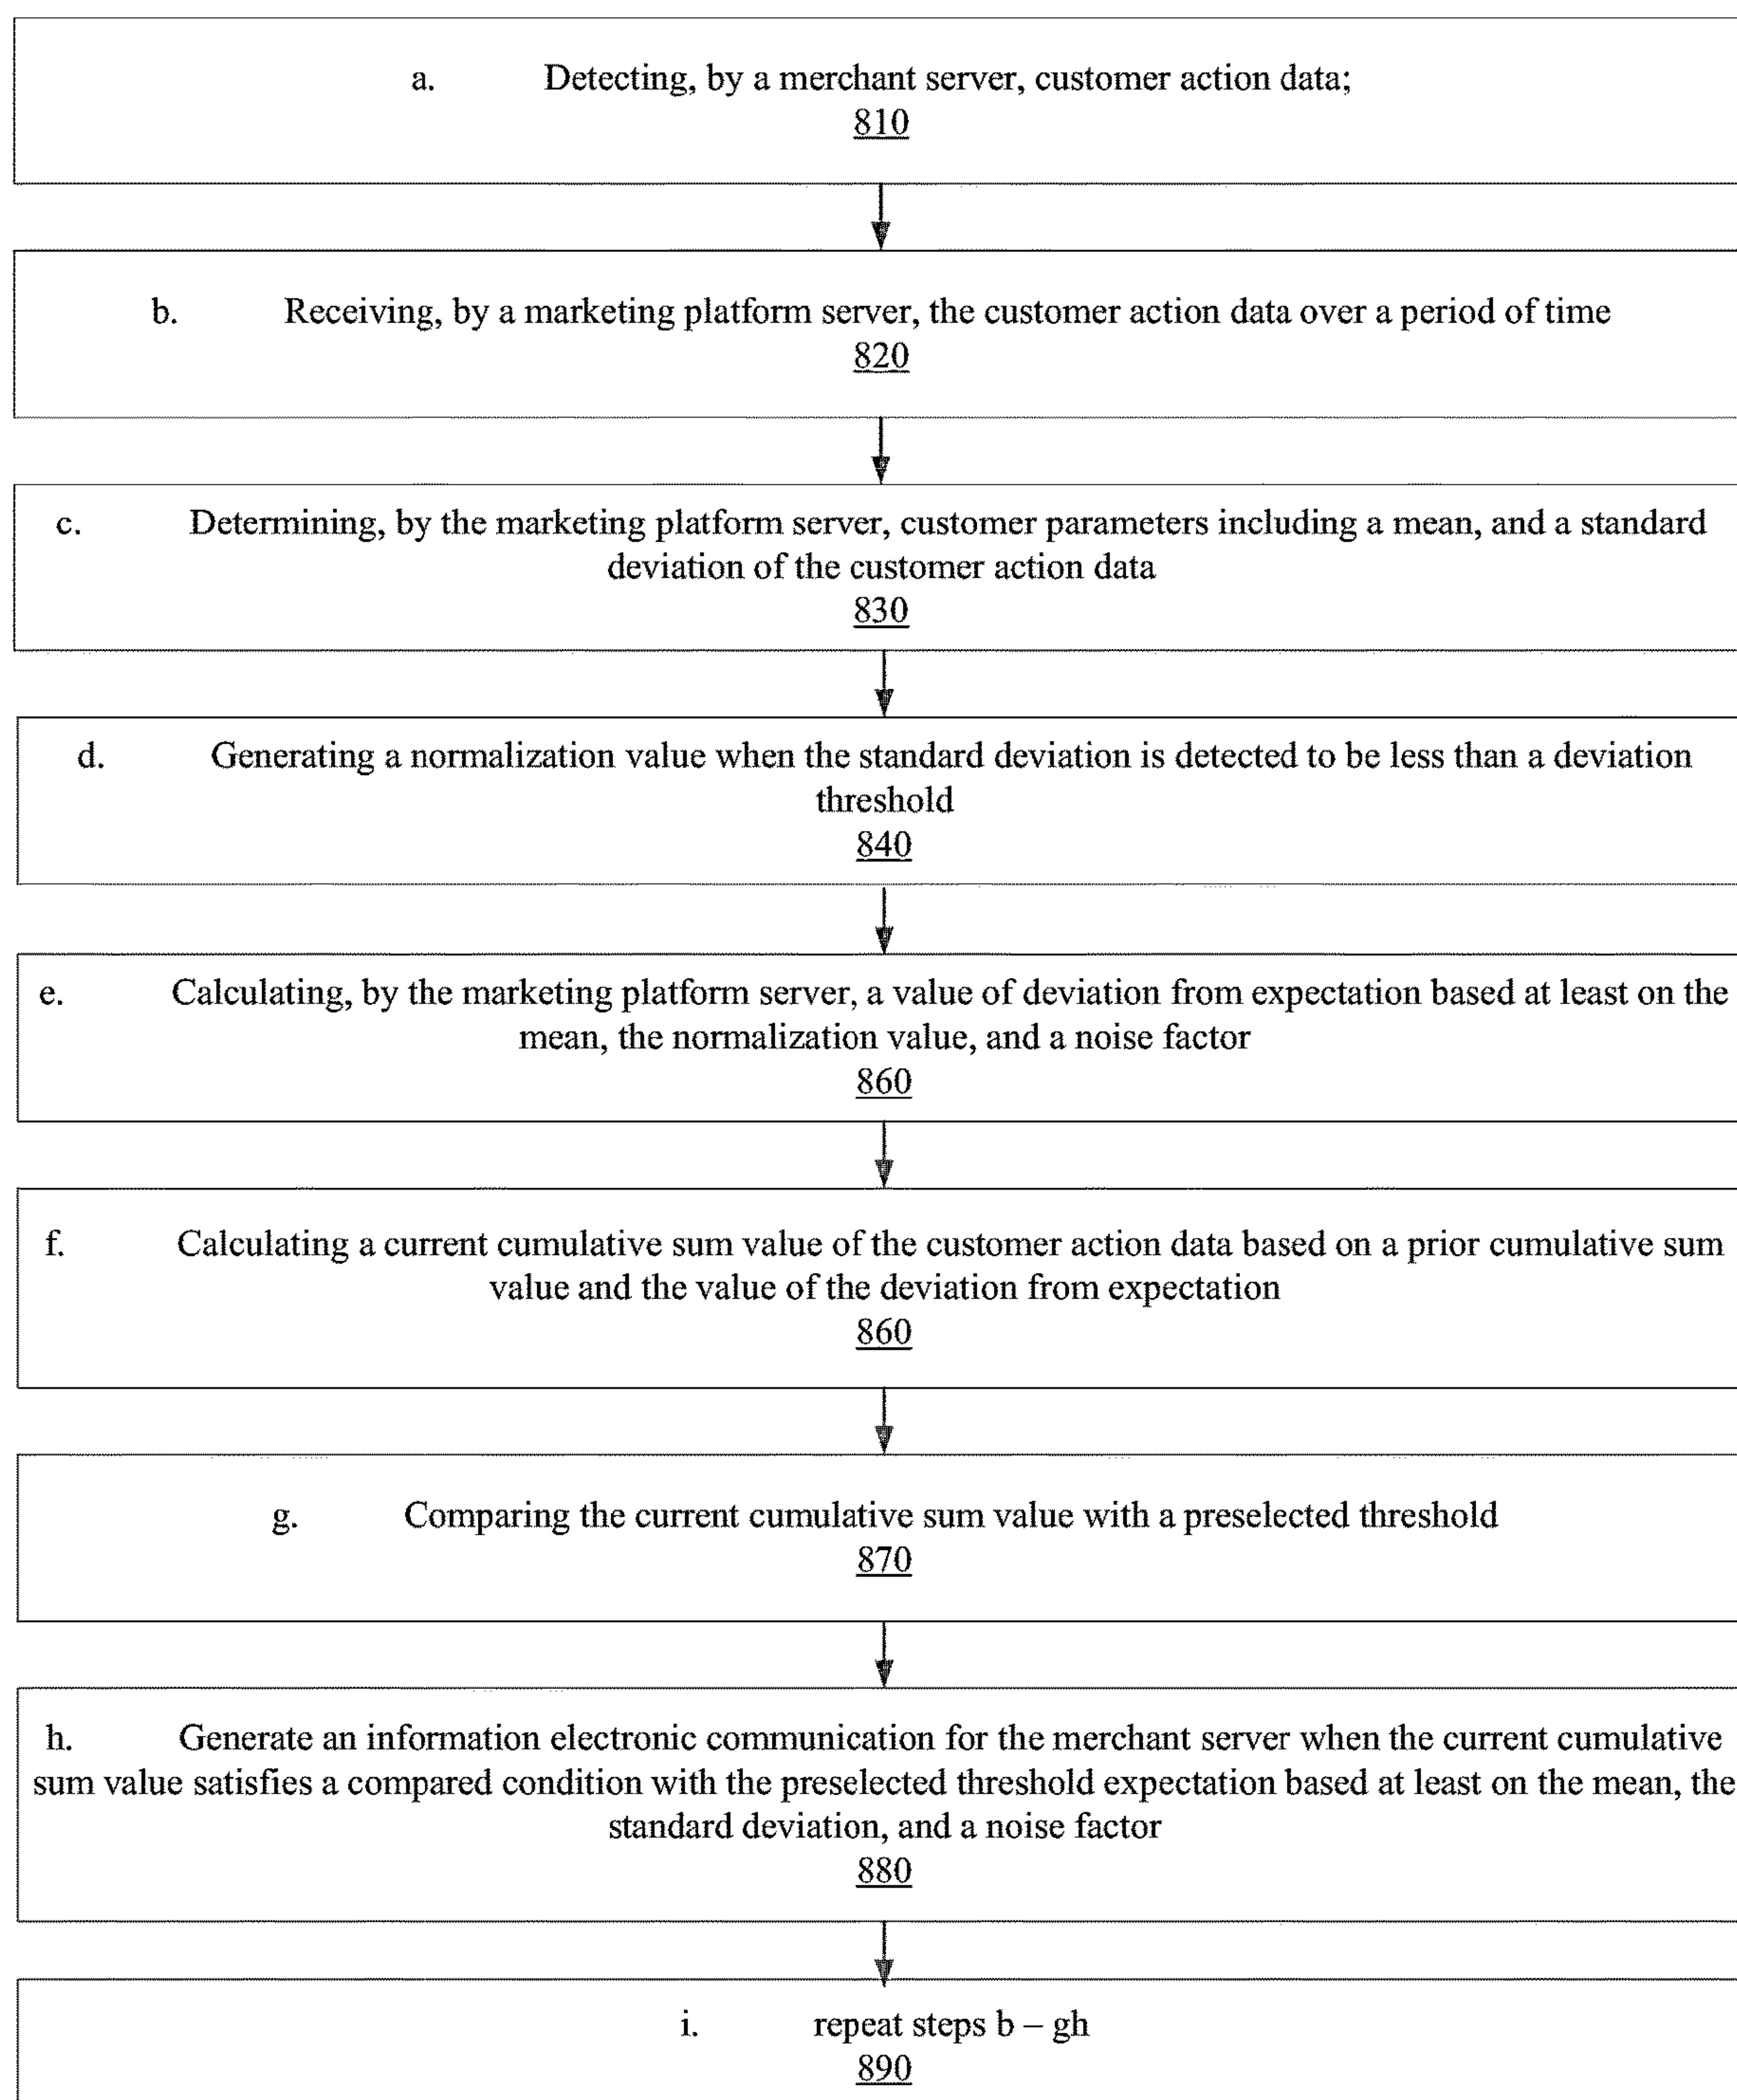 a. Detecting, by a merchant server, customer action data;
810
b. Receiving, by a marketing platform server, the customer action data over a period of time
820
c. Determining, by the marketing platform server, customer parameters including a mean, and a standard
deviation of the customer action data
830
d. Generating a normalization value when the standard deviation is detected to be less than a deviation
threshold
840
e. Calculating, by the marketing platform server, a value of deviation from expectation based at least on the
mean, the normalization value, and a noise factor
860
f. Calculating a current cumulative sum value of the customer action data based on a prior cumulative sum
value and the value of the deviation from expectation
860
g. Comparing the current cumulative sum value with a preselected threshold
870
h. Generate an information electronic communication for the merchant server when the current cumulative
sum value satisfies a compared condition with the preselected threshold expectation based at least on the mean, the
standard deviation, and a noise factor
880
i. repeat steps b – gh
890